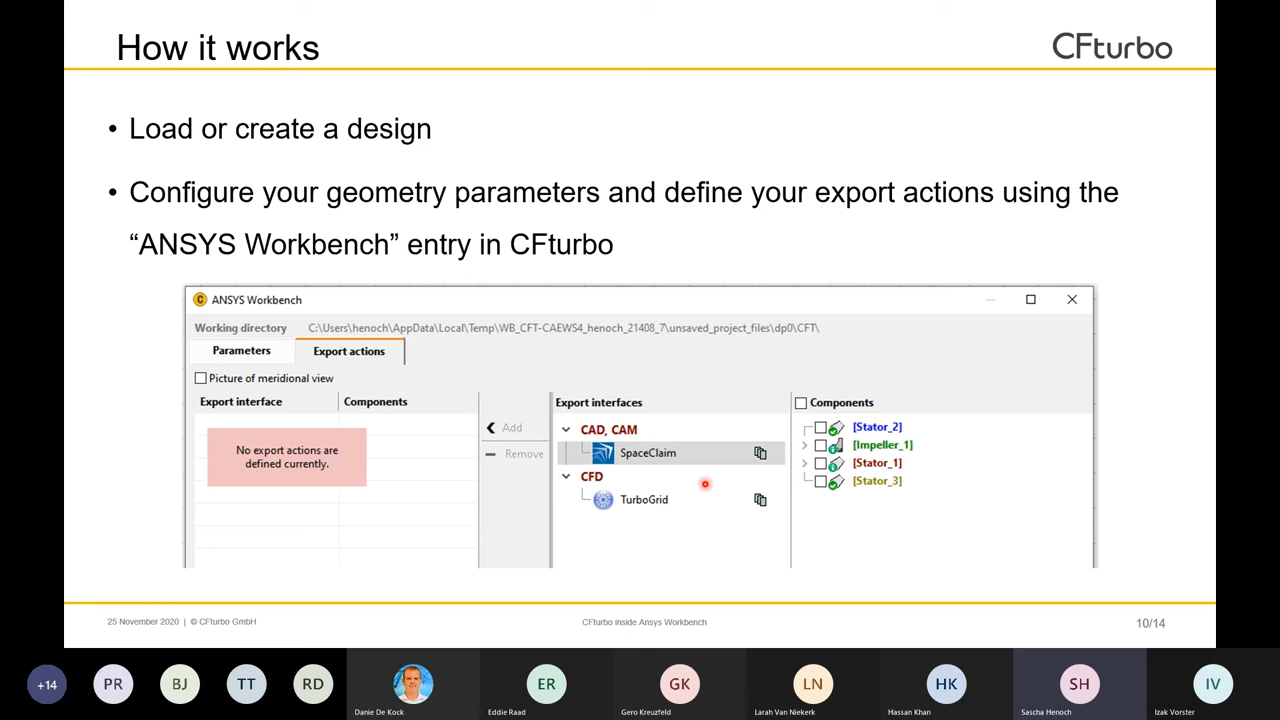 How it works
CFturbo
• Load or create a design
• Configure your geometry parameters and define your export actions using the
“ANSYS Workbench” entry in CFturbo
C ANSYS Workbench
Working directory C:\Users\henoch\AppData\Local\Temp\WB_CFT-CAEWS4_henoch_21408_7\unsaved_project_files\dp0\CFT\
Parameters Export actions
Picture of meridional view
Export interface Components
No export actions are
defined currently.
Add
Remove
Export interfaces
CAD, CAM
SpaceClaim
CFD
TurboGrid
Components
[Stator_2]
[Impeller_1]
[Stator_1]
[Stator_3]
25 November 2020 | © CFturbo GmbH
CFturbo inside Ansys Workbench
10/14
+14 PR BJ TT RD ER GK LN HK SH IV
Danie De Kock Eddie Raad Gero Kreuzfeld Larah Van Niekerk Hassan Khan Sascha Henoch Izak Vorster